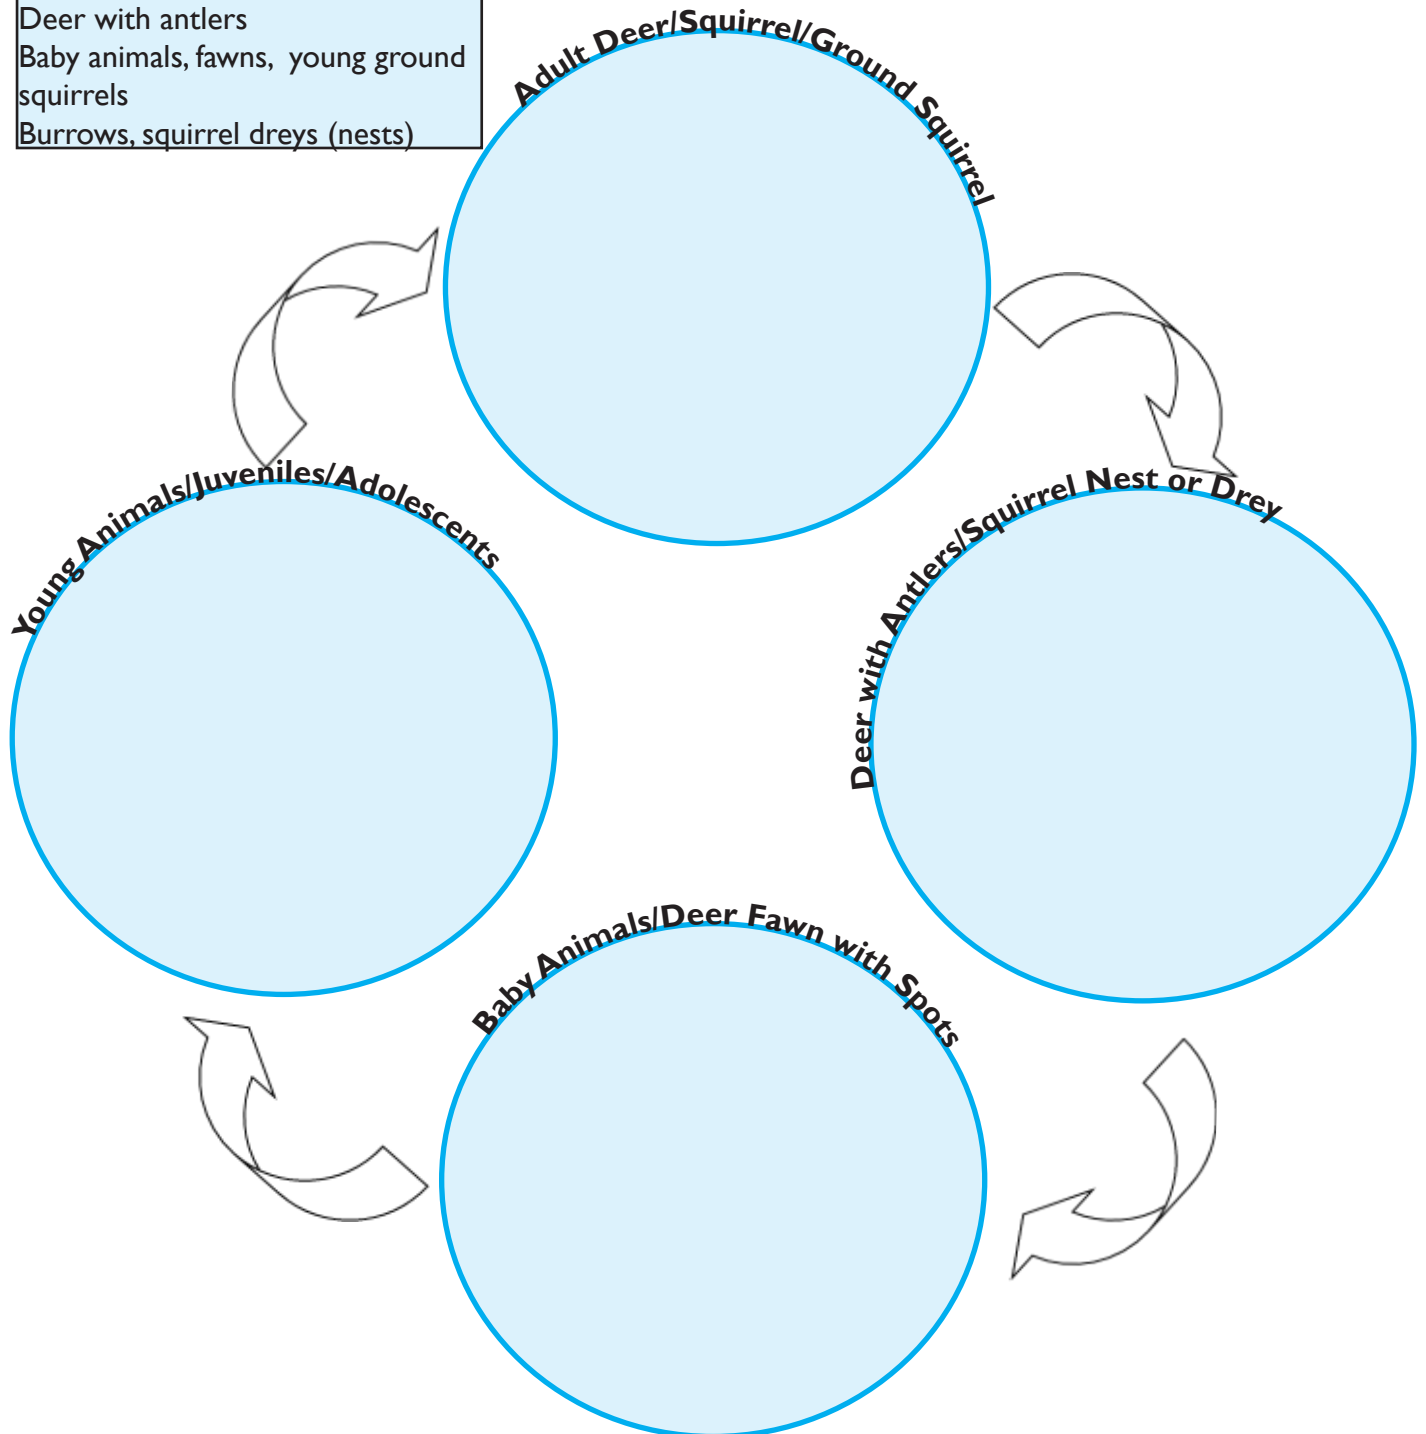 Deer with antlers
Baby animals, fawns, young ground
squirrels
Burrows, squirrel dreys (nests)
Adult Deer/Squirrel/Ground Squirrel
Young Animals/Juveniles/Adolescents
Deer with Antlers/Squirrel Nest or Drey
Baby Animals/Deer Fawn with Spots